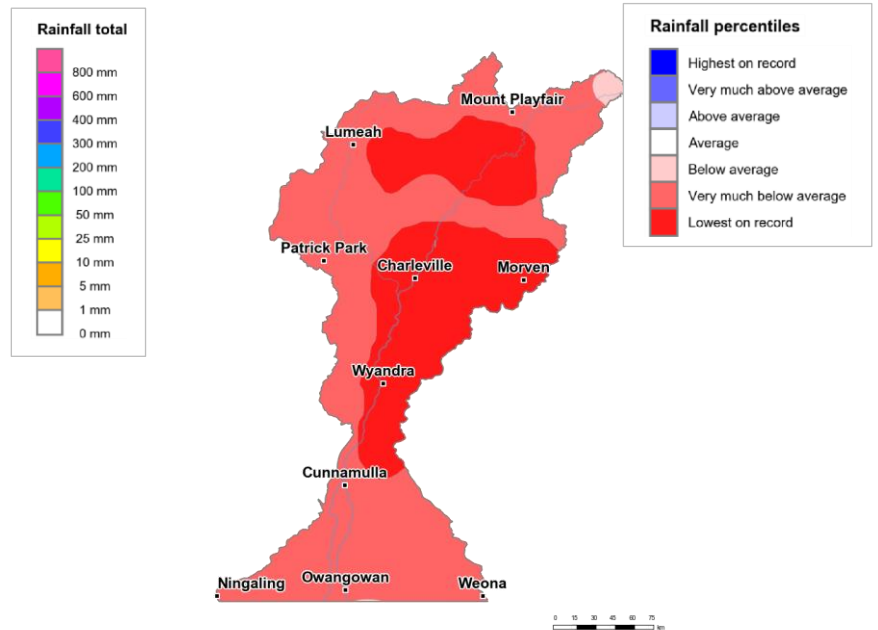 Rainfall total
800 mm
600 mm
400 mm
300 mm
200 mm
100 mm
50 mm
25 mm
10 mm
5 mm
1 mm
0 mm
Rainfall percentiles
Highest on record
Very much above average
Above average
Average
Below average
Very much below average
Lowest on record
Mount Playfair
Lumeah
Patrick Park
Charleville
Morven
Wyandra
Cunnamulla
Ningaling
Owangowan
Weona
0 15 30 45 60 75
km